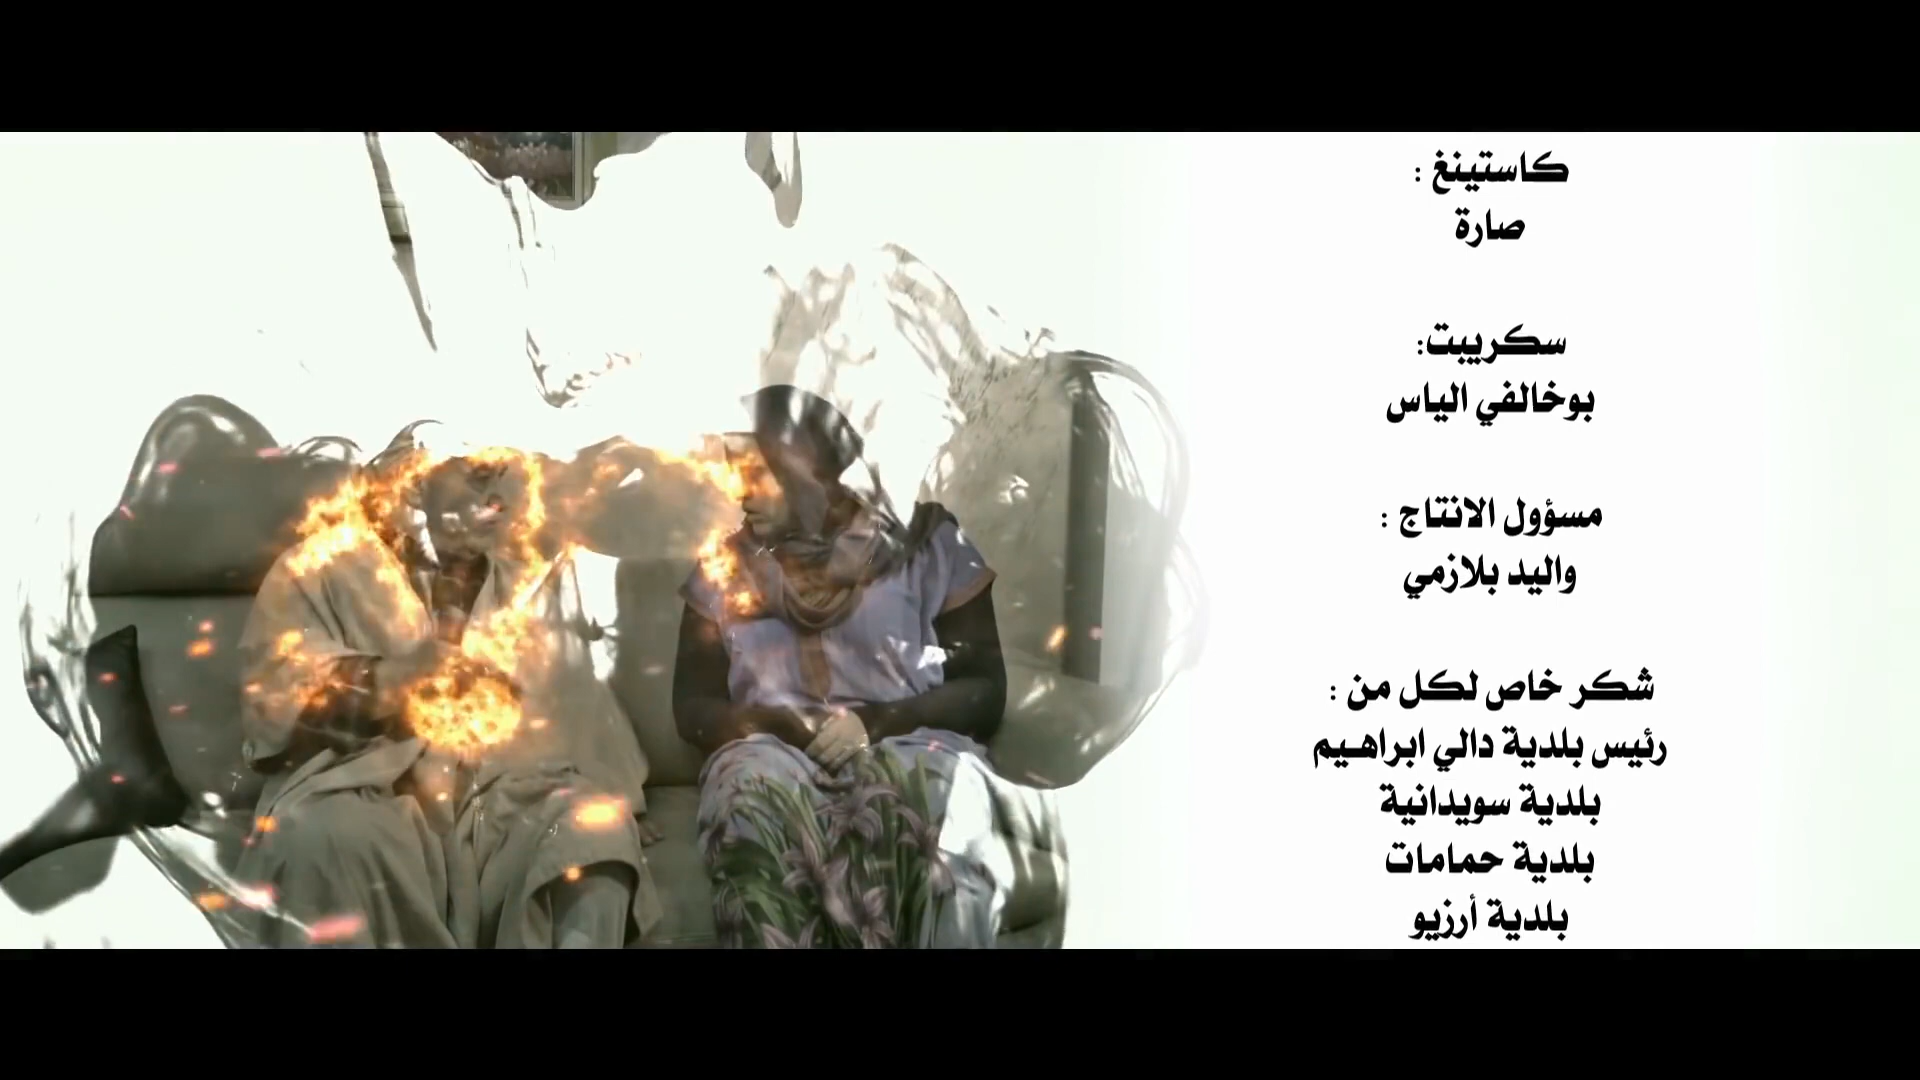 كاستينغ :
صارة
سكريبت:
بوخالفي الياس
مسؤول الانتاج :
واليد بلازمي
شكر خاص لكل من :
رئيس بلدية دالي ابراهيم
بلدية سويدانية
بلدية حمامات
بلدية أرزيو